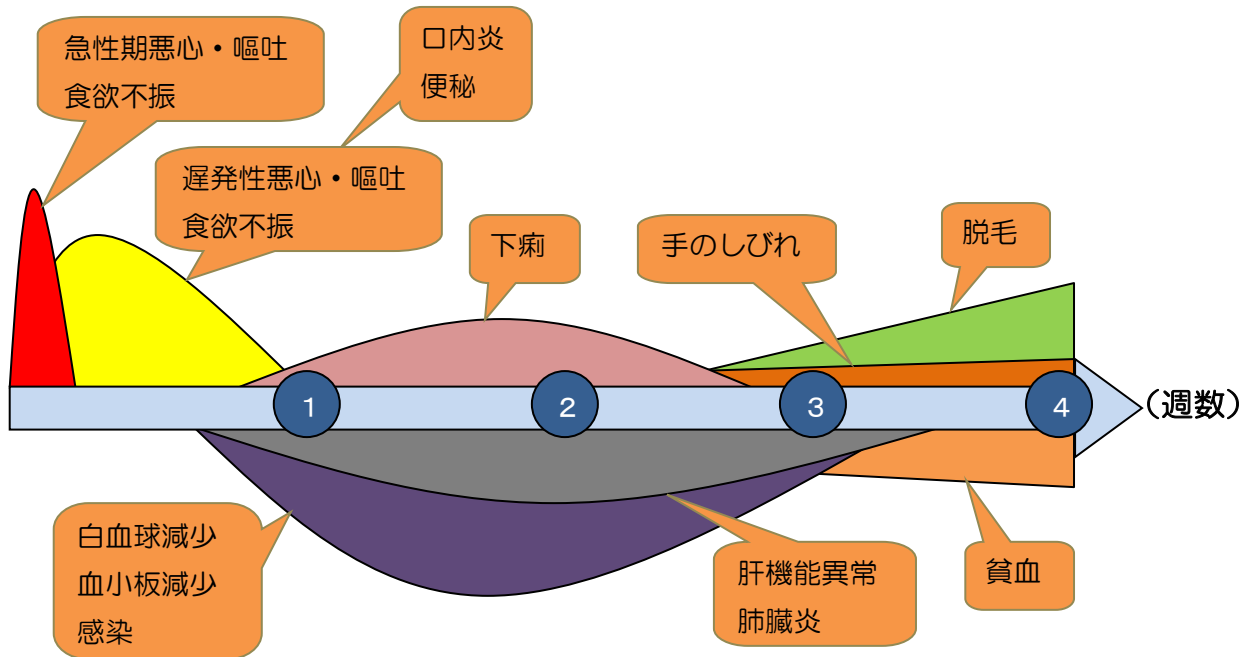 急性期悪心・嘔吐
食欲不振
口内炎
便秘
遅発性悪心・嘔吐
食欲不振
下痢
手のしびれ
脱毛
1
2
3
4
（週数）
白血球減少
血小板減少
感染
肝機能異常
肺臓炎
貧血